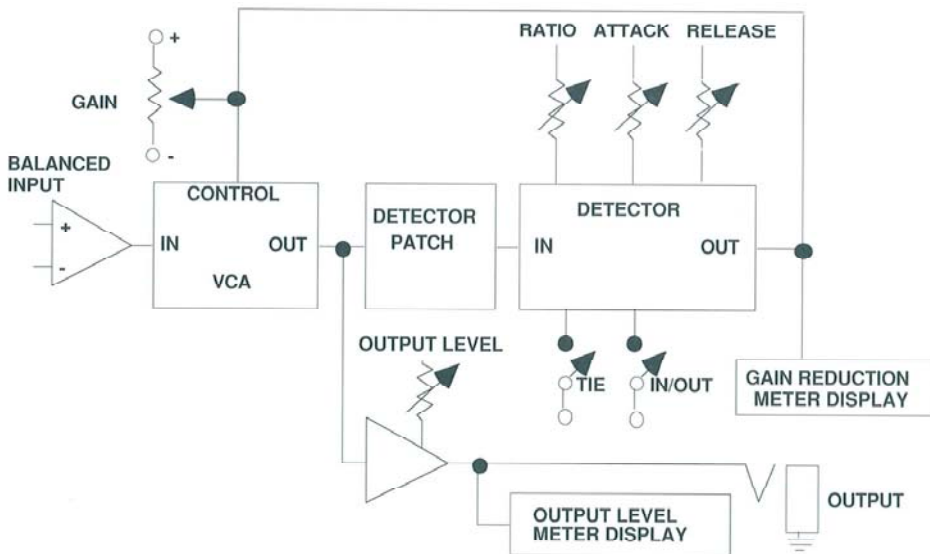 RATIO ATTACK RELEASE
+
GAIN
-
BALANCED
INPUT
+
-
CONTROL
IN OUT
VCA
DETECTOR
PATCH
DETECTOR
IN OUT
OUTPUT LEVEL
TIE IN/OUT
GAIN REDUCTION
METER DISPLAY
OUTPUT
OUTPUT LEVEL
METER DISPLAY